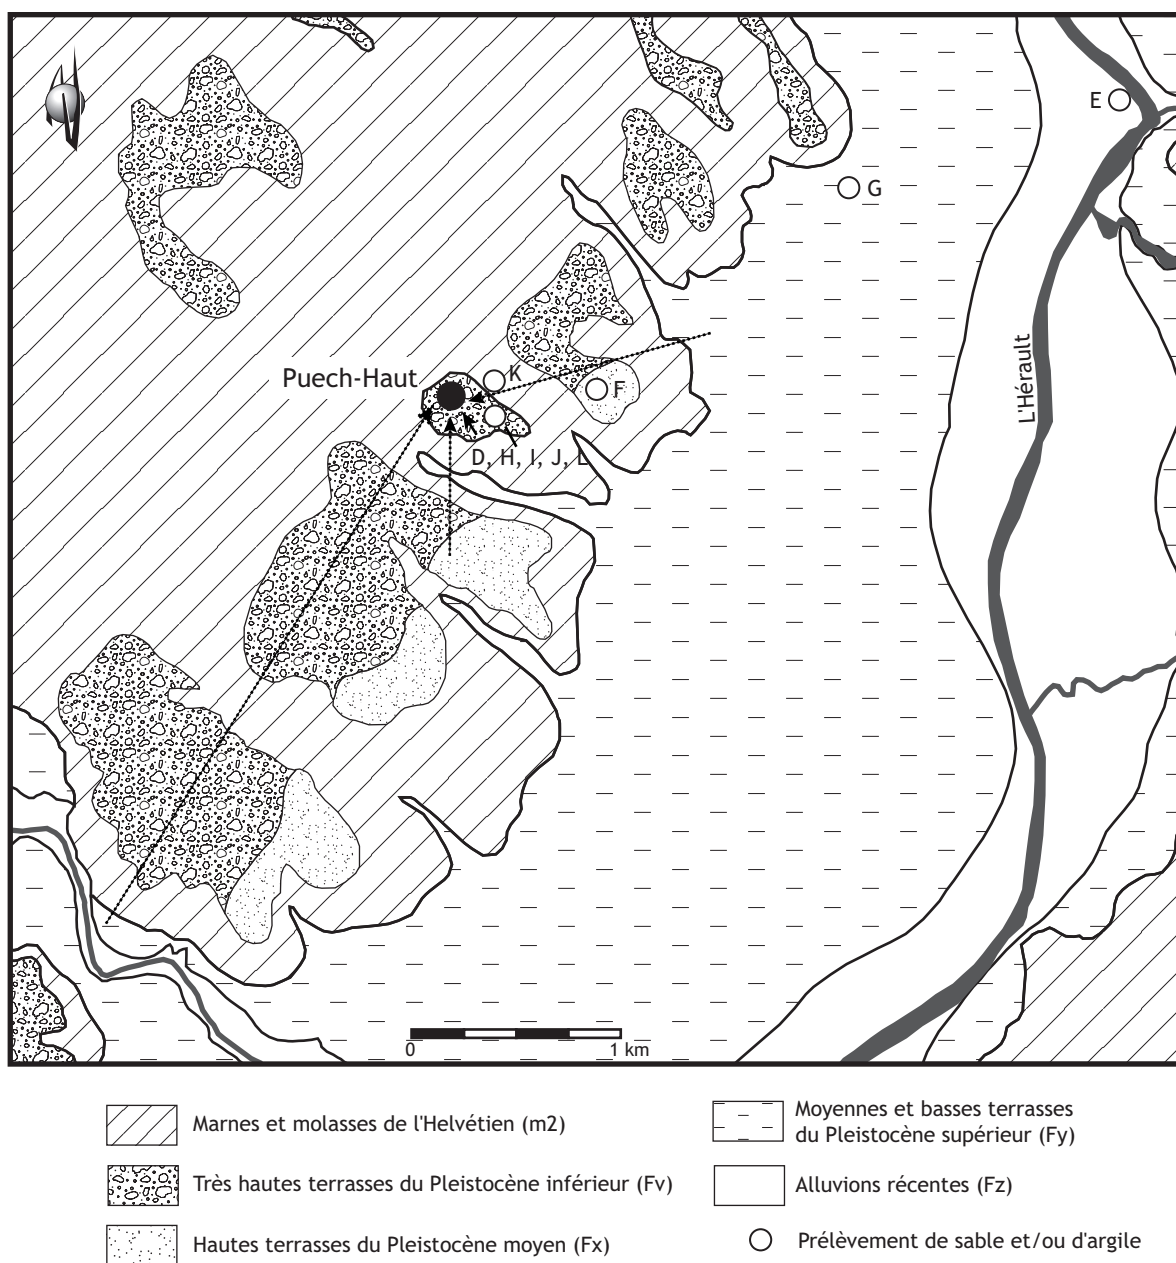 E
G
L'Hérault
Puech-Haut
K
F
D, H, I, J, L
0 1 km
Marnes et molasses de l'Helvétien (m2)
Très hautes terrasses du Pleistocène inférieur (Fv)
Hautes terrasses du Pleistocène moyen (Fx)
Moyennes et basses terrasses
du Pleistocène supérieur (Fy)
Alluvions récentes (Fz)
Prélèvement de sable et/ou d'argile